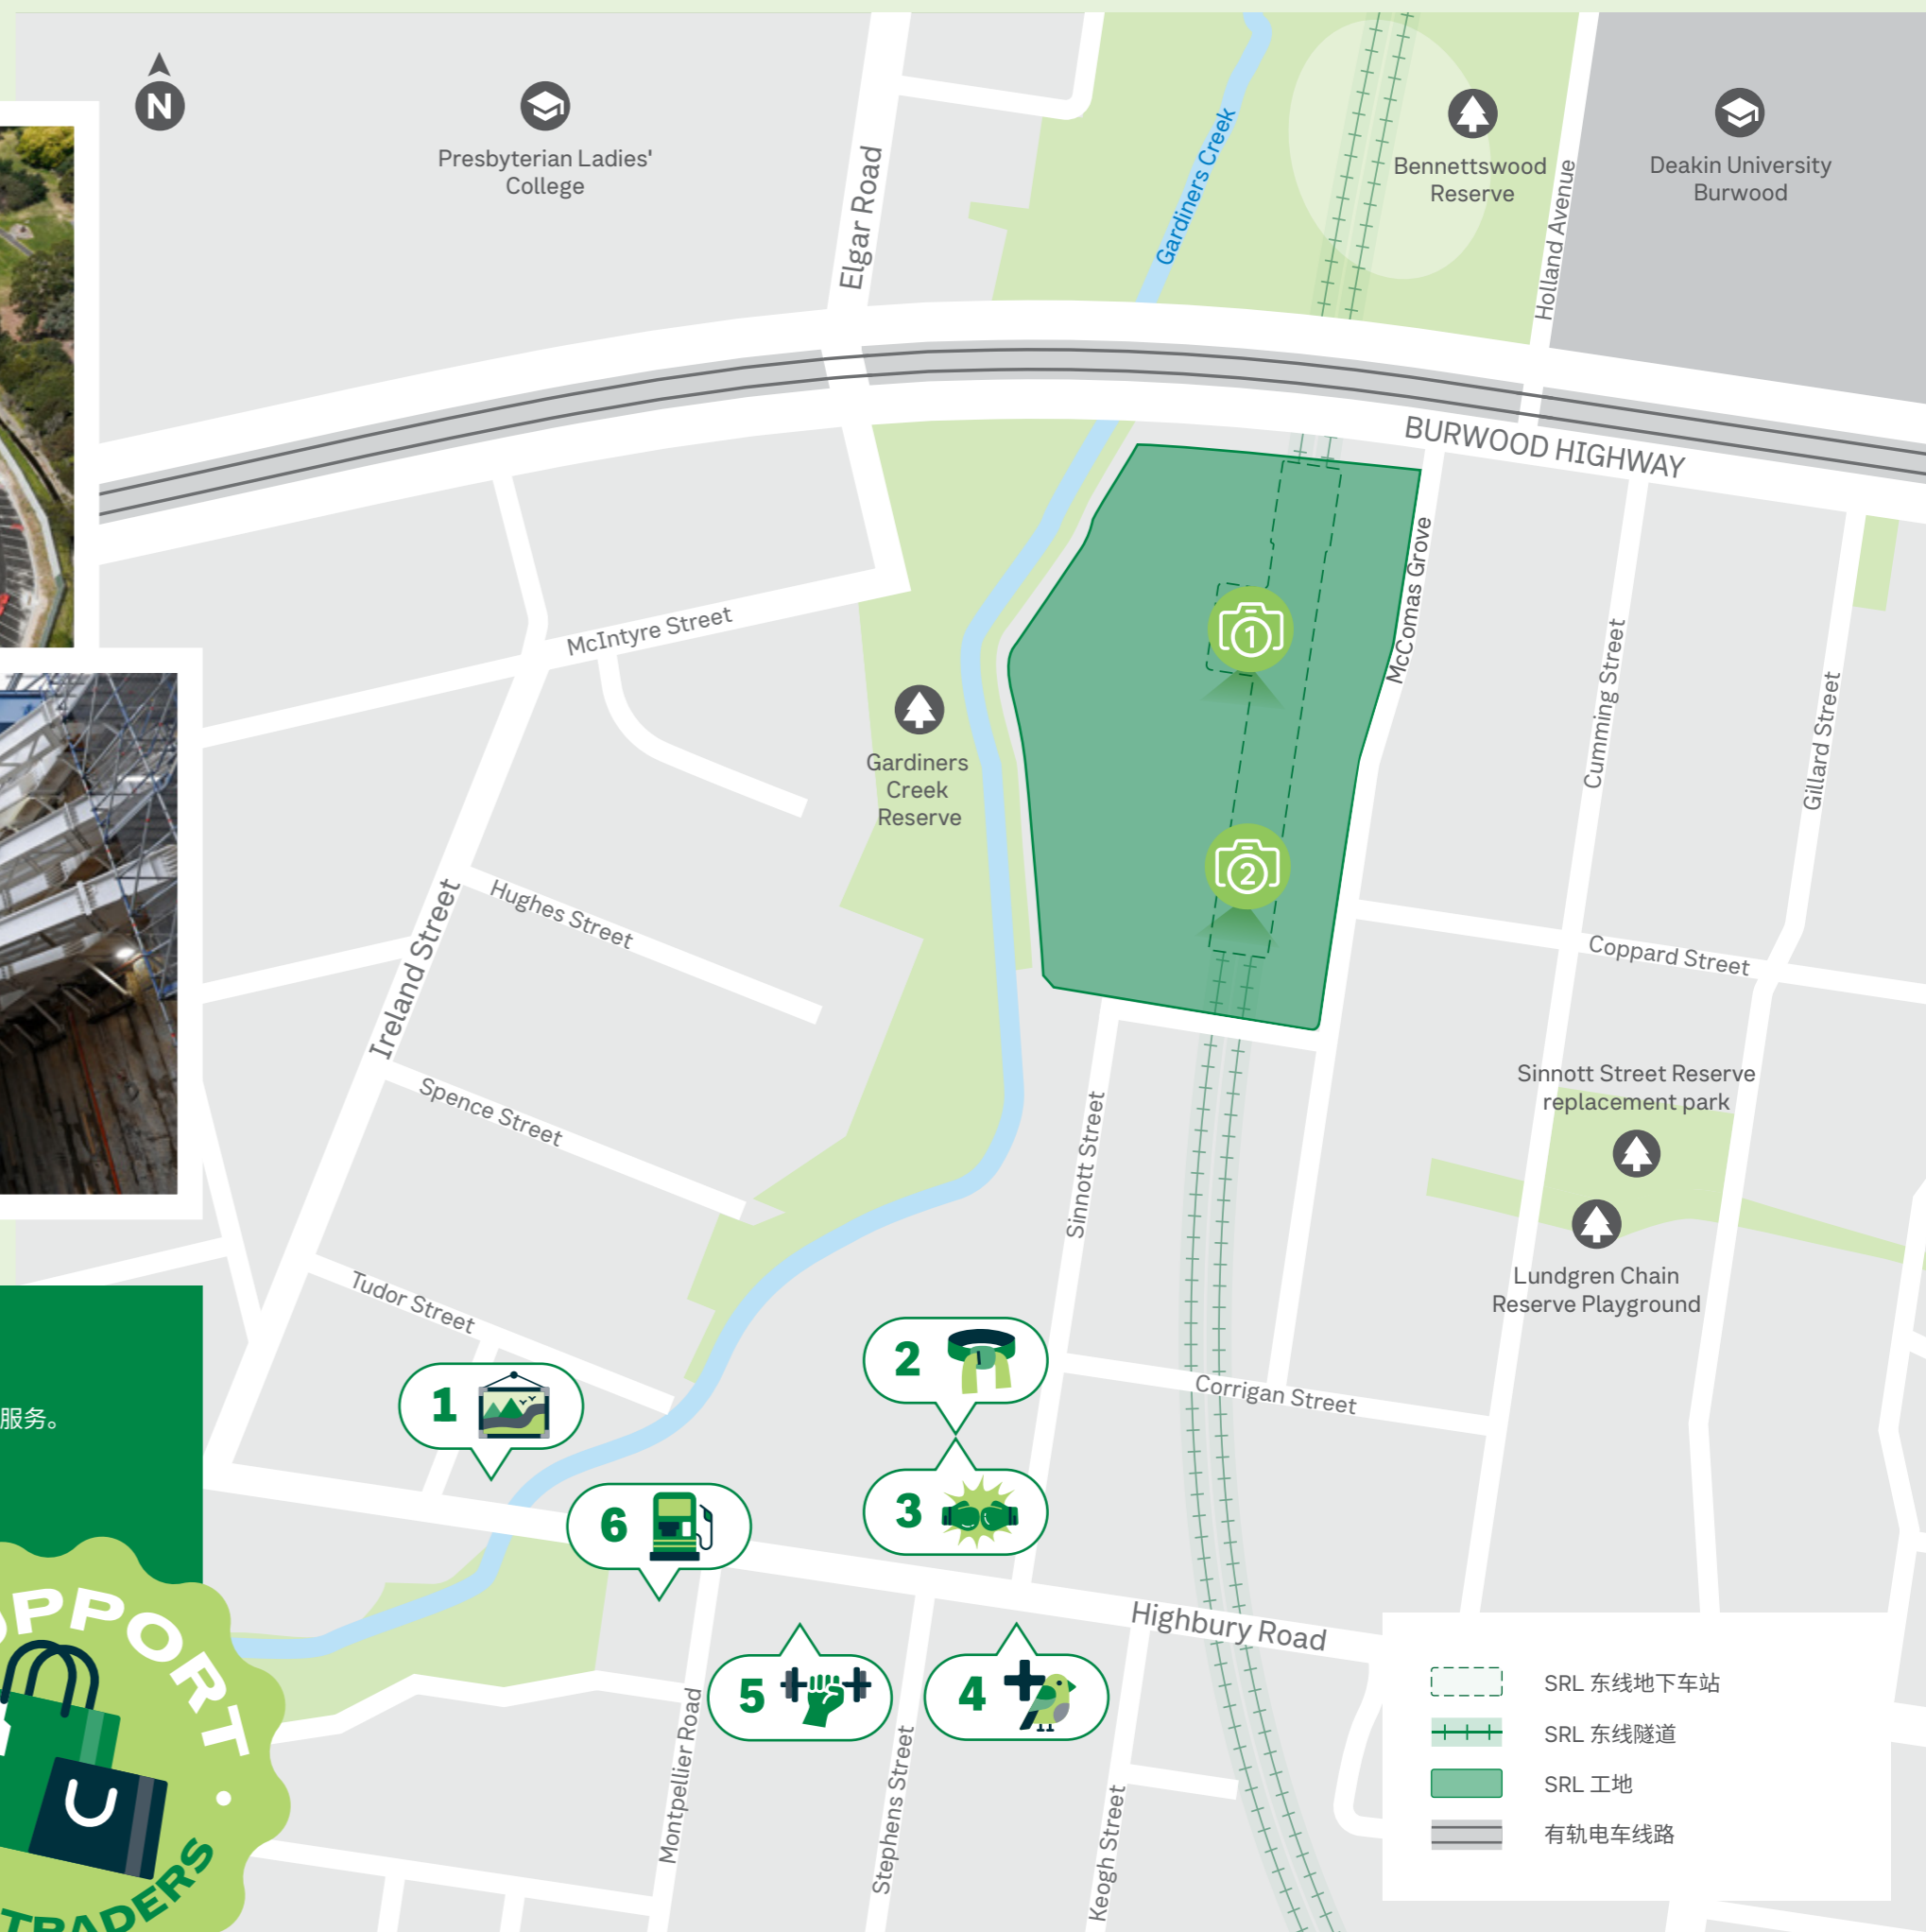 N
Presbyterian Ladies'
College
Elgar Road
Gardiners Creek
Bennettswood
Reserve
Holland Avenue
Deakin University
Burwood
BURWOOD HIGHWAY
McIntyre Street
McComas Grove
1
Cumming Street
Gillard Street
Gardiners
Creek
Reserve
2
Hughes Street
Ireland Street
Coppard Street
Spence Street
Sinnott Street
Sinnott Street Reserve
replacement park
Lundgren Chain
Reserve Playground
Tudor Street
1
2
Corrigan Street
服务。
6
3
Highbury Road
5
4
Montpellier Road
Stephens Street
Keogh Street
TRADERS
SRL 东线地下车站
SRL 东线隧道
SRL 工地
有轨电车线路